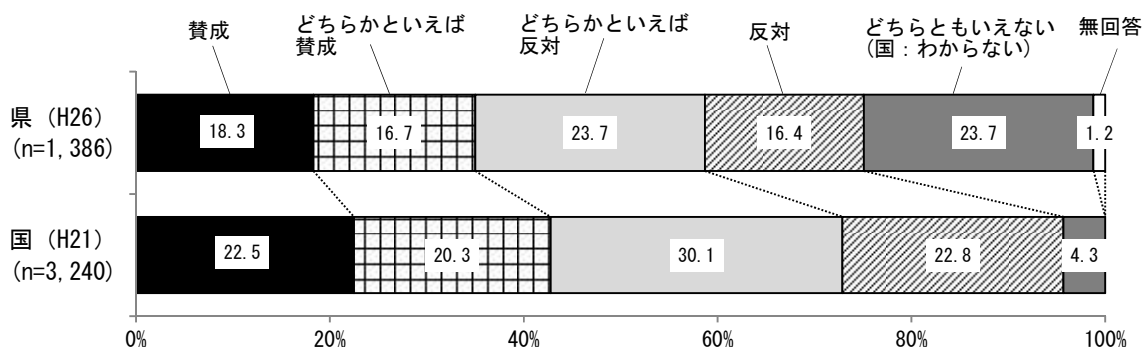 賛成
どちらかといえば
賛成
どちらかといえば
反対
反対
どちらともいえない
(国：わからない)
無回答
県（H26）
(n=1,386)
18.3
16.7
23.7
16.4
23.7
1.2
国（H21）
(n=3,240)
22.5
20.3
30.1
22.8
4.3
0%
20%
40%
60%
80%
100%